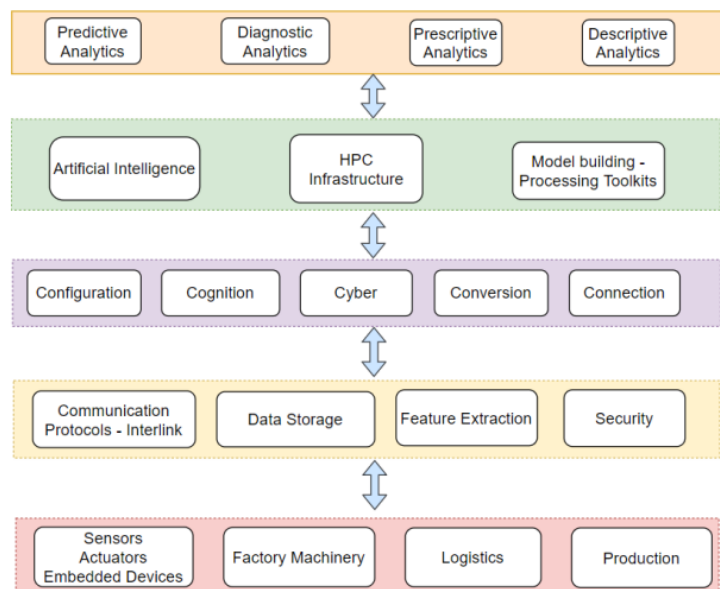 Predictive
Analytics
Diagnostic
Analytics
Prescriptive
Analytics
Descriptive
Analytics
Artificial Intelligence
HPC
Infrastructure
Model building -
Processing Toolkits
Configuration
Cognition
Cyber
Conversion
Connection
Communication
Protocols - Interlink
Data Storage
Feature Extraction
Security
Sensors
Actuators
Embedded Devices
Factory Machinery
Logistics
Production